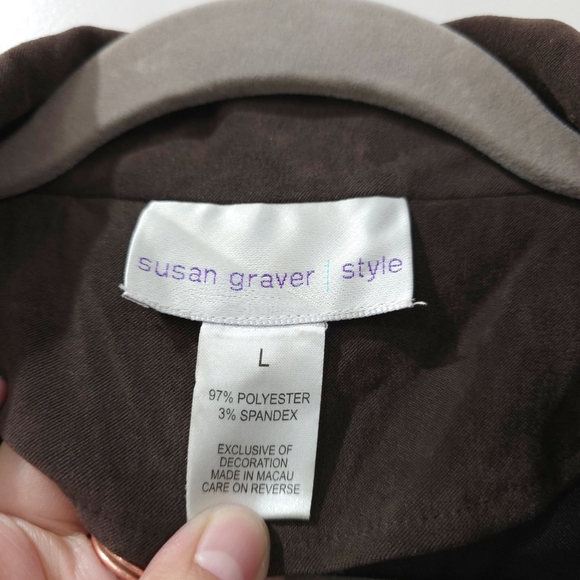 susan graver | style
L
97% POLYESTER
3% SPANDEX
EXCLUSIVE OF
DECORATION
MADE IN MACAU
CARE ON REVERSE